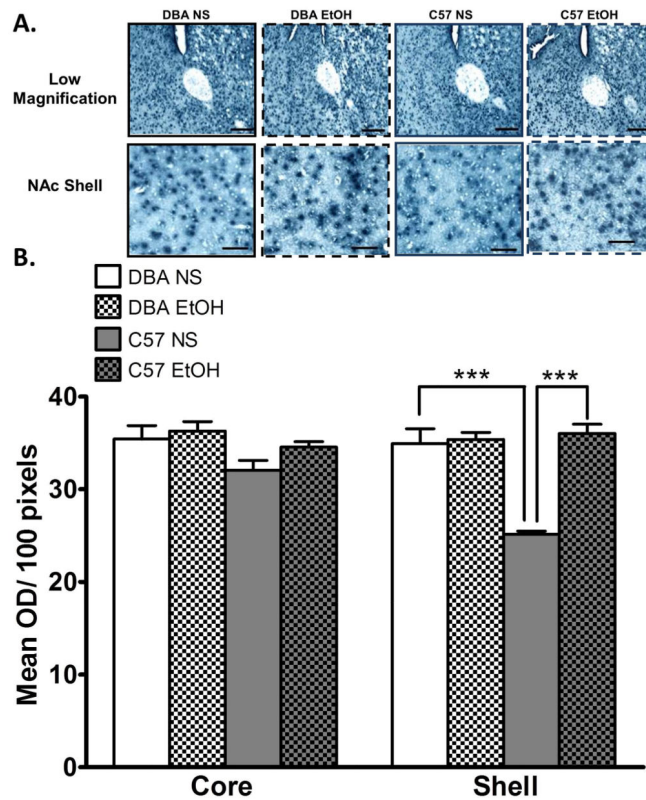 A.
DBA NS DBA EtOH C57 NS C57 EtOH
Low
Magnification
NAc Shell
B.
DBA NS
DBA EtOH
C57 NS
C57 EtOH
*** ***
40
30
20
10
0
Mean OD/ 100 pixels
Core Shell